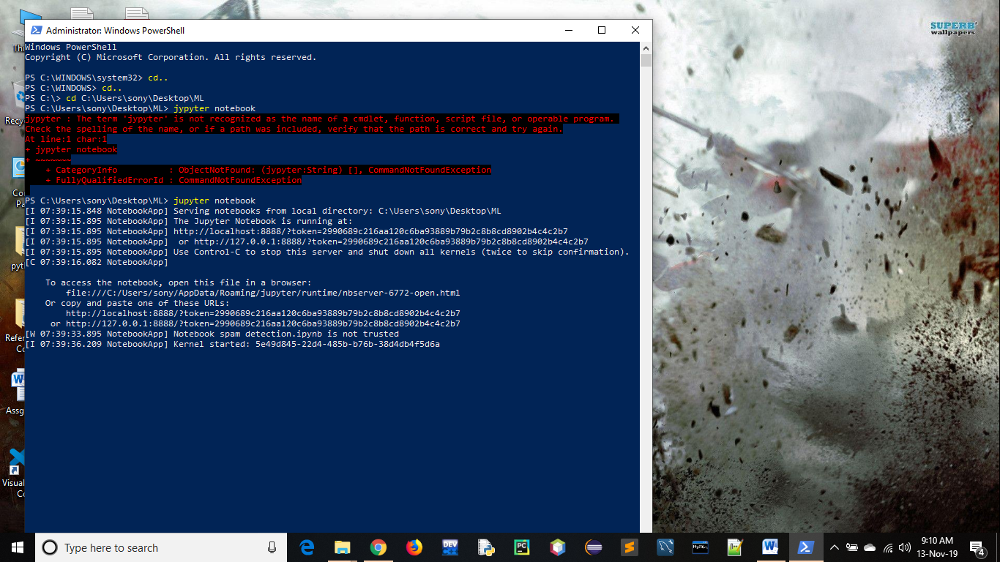 SUPERB
wallpapers
Administrator: Windows PowerShell
Windows PowerShell
Copyright (C) Microsoft Corporation. All rights reserved.
PS C:\WINDOWS\system32> cd..
PS C:\WINDOWS> cd..
PS C:\> cd C:\Users\sony\Desktop\ML
PS C:\Users\sony\Desktop\ML> jypyter notebook
jypyter : The term 'jypyter' is not recognized as the name of a cmdlet, function, script file, or operable program.
Check the spelling of the name, or if a path was included, verify that the path is correct and try again.
At line:1 char:1
+ jypyter notebook
+ ~~~~~~~
+ CategoryInfo : ObjectNotFound: (jypyter:String) [], CommandNotFoundException
+ FullyQualifiedErrorId : CommandNotFoundException
PS C:\Users\sony\Desktop\ML> jupyter notebook
[I 07:39:15.848 NotebookApp] Serving notebooks from local directory: C:\Users\sony\Desktop\ML
[I 07:39:15.895 NotebookApp] The Jupyter Notebook is running at:
[I 07:39:15.895 NotebookApp] http://localhost:8888/?token=2990689c216aa120c6ba93889b79b2c8b8cd8902b4c4c2b7
[I 07:39:15.895 NotebookApp]  or http://127.0.0.1:8888/?token=2990689c216aa120c6ba93889b79b2c8b8cd8902b4c4c2b7
[I 07:39:15.895 NotebookApp] Use Control-C to stop this server and shut down all kernels (twice to skip confirmation).
[C 07:39:16.082 NotebookApp]
To access the notebook, open this file in a browser:
file:///C:/Users/sony/AppData/Roaming/jupyter/runtime/nbserver-6772-open.html
Or copy and paste one of these URLs:
http://localhost:8888/?token=2990689c216aa120c6ba93889b79b2c8b8cd8902b4c4c2b7
or http://127.0.0.1:8888/?token=2990689c216aa120c6ba93889b79b2c8b8cd8902b4c4c2b7
[W 07:39:33.895 NotebookApp] Notebook spam detection.ipynb is not trusted
[I 07:39:36.209 NotebookApp] Kernel started: 5e49d845-22d4-485b-b76b-38d4db4f5d6a
Th
Recy
Co
Pa
pyt
Refer
Co
Assg
Visual
Co
Type here to search
DEV
PC
MySQL
9:10 AM
13-Nov-19
4